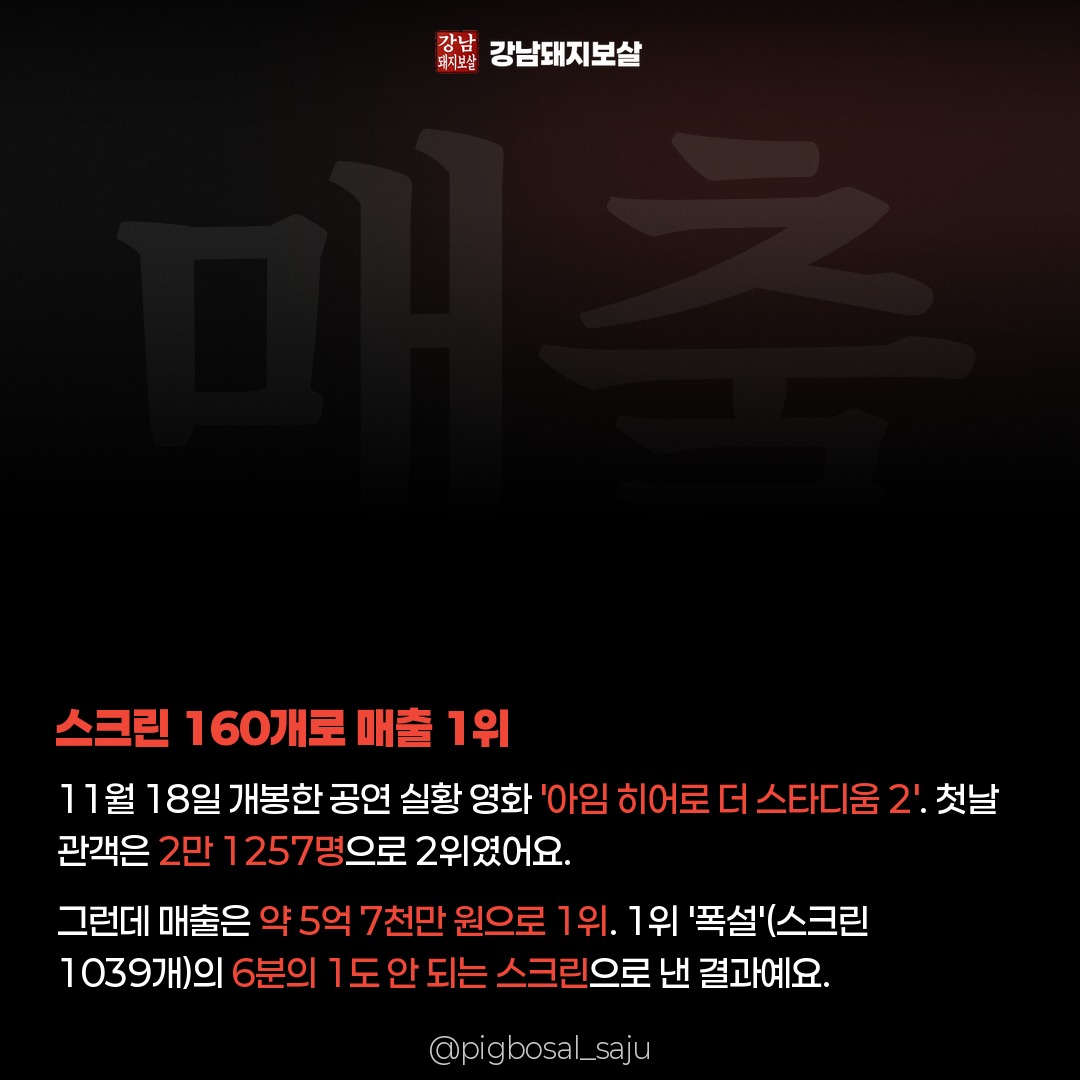 강남
돼지보살
강남돼지보살
매출
스크린 160개로 매출 1위
11월 18일 개봉한 공연 실황 영화 '아임 히어로 더 스타디움 2'. 첫날
관객은 2만 1257명으로 2위였어요.
그런데 매출은 약 5억 7천만 원으로 1위. 1위 '폭설'(스크린
1039개)의 6분의 1도 안 되는 스크린으로 낸 결과예요.
@pigbosal_saju